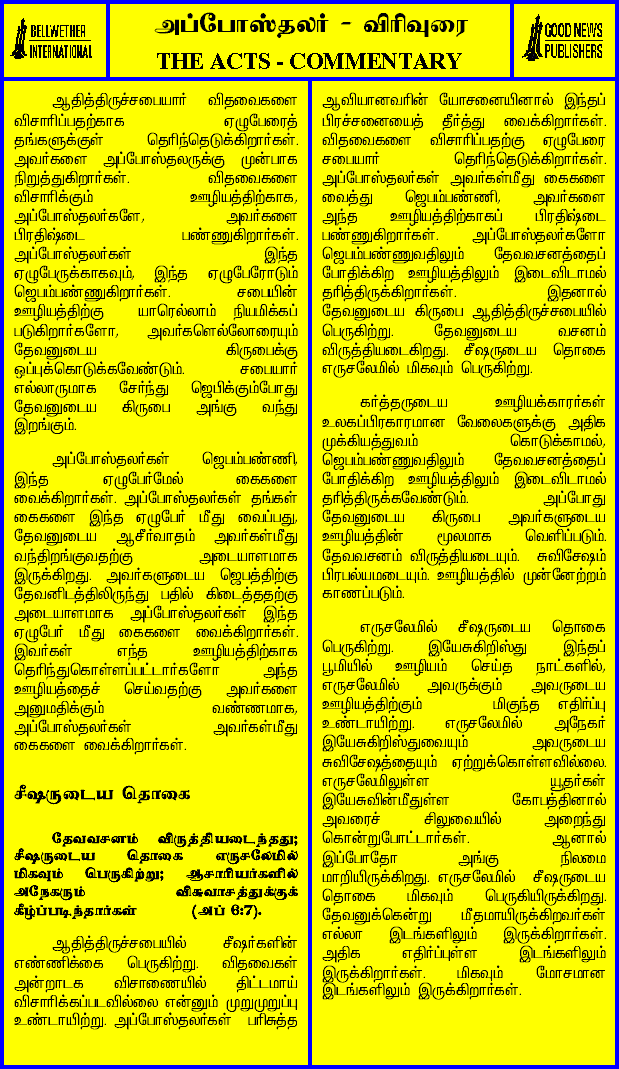 BELLWETHER
INTERNATIONAL
அப்போஸ்தலர் - விரிவுரை
THE ACTS - COMMENTARY
GOOD NEWS
PUBLISHERS
ஆதித்திருச்சபையார் விதவைகளை
விசாரிப்பதற்காக ஏழுபேரைத்
தங்களுக்குள் தெரிந்தெடுக்கிறார்கள்.
அவர்களை அப்போஸ்தலருக்கு முன்பாக
நிறுத்துகிறார்கள். விதவைகளை
விசாரிக்கும் ஊழியத்திற்காக,
அப்போஸ்தலர்களே, அவர்களை
பிரதிஷ்டை பண்ணுகிறார்கள்.
அப்போஸ்தலர்கள் இந்த
ஏழுபேருக்காகவும், இந்த ஏழுபேரோடும்
ஜெபம்பண்ணுகிறார்கள். சபையின்
ஊழியத்திற்கு யாரெல்லாம் நியமிக்கப்
படுகிறார்களோ, அவர்களெல்லோரையும்
தேவனுடைய கிருபைக்கு
ஒப்புக்கொடுக்கவேண்டும். சபையார்
எல்லாருமாக சேர்ந்து ஜெபிக்கும்போது
தேவனுடைய கிருபை அங்கு வந்து
இறங்கும்.
அப்போஸ்தலர்கள் ஜெபம்பண்ணி,
இந்த ஏழுபேர்மேல் கைகளை
வைக்கிறார்கள். அப்போஸ்தலர்கள் தங்கள்
கைகளை இந்த ஏழுபேர் மீது வைப்பது,
தேவனுடைய ஆசீர்வாதம் அவர்கள்மீது
வந்திறங்குவதற்கு அடையாளமாக
இருக்கிறது. அவர்களுடைய ஜெபத்திற்கு
தேவனிடத்திலிருந்து பதில் கிடைத்ததற்கு
அடையாளமாக அப்போஸ்தலர்கள் இந்த
ஏழுபேர் மீது கைகளை வைக்கிறார்கள்.
இவர்கள் எந்த ஊழியத்திற்காக
தெரிந்துகொள்ளப்பட்டார்களோ அந்த
ஊழியத்தைச் செய்வதற்கு அவர்களை
அனுமதிக்கும் வண்ணமாக,
அப்போஸ்தலர்கள் அவர்கள்மீது
கைகளை வைக்கிறார்கள்.
சீஷருடைய தொகை
தேவவசனம் விருத்தியடைந்தது;
சீஷருடைய தொகை எருசலேமில்
மிகவும் பெருகிற்று; ஆசாரியர்களில்
அநேகரும் விசுவாசத்துக்குக்
கீழ்ப்படிந்தார்கள் (அப் 6:7).
ஆதித்திருச்சபையில் சீஷர்களின்
எண்ணிக்கை பெருகிற்று. விதவைகள்
அன்றாடக விசாரணையில் திட்டமாய்
விசாரிக்கப்படவில்லை என்னும் முறுமுறுப்பு
உண்டாயிற்று. அப்போஸ்தலர்கள் பரிசுத்த
ஆவியானவரின் யோசனையினால் இந்தப்
பிரச்சனையைத் தீர்த்து வைக்கிறார்கள்.
விதவைகளை விசாரிப்பதற்கு ஏழுபேரை
சபையார் தெரிந்தெடுக்கிறார்கள்.
அப்போஸ்தலர்கள் அவர்கள்மீது கைகளை
வைத்து ஜெபம்பண்ணி, அவர்களை
அந்த ஊழியத்திற்காகப் பிரதிஷ்டை
பண்ணுகிறார்கள். அப்போஸ்தலர்களோ
ஜெபம்பண்ணுவதிலும் தேவவசனத்தைப்
போதிக்கிற ஊழியத்திலும் இடைவிடாமல்
தரித்திருக்கிறார்கள். இதனால்
தேவனுடைய கிருபை ஆதித்திருச்சபையில்
பெருகிற்று. தேவனுடைய வசனம்
விருத்தியடைகிறது. சீஷருடைய தொகை
எருசலேமில் மிகவும் பெருகிற்று.
கர்த்தருடைய ஊழியக்காரர்கள்
உலகப்பிரகாரமான வேலைகளுக்கு அதிக
முக்கியத்துவம் கொடுக்காமல்,
ஜெபம்பண்ணுவதிலும் தேவவசனத்தைப்
போதிக்கிற ஊழியத்திலும் இடைவிடாமல்
தரித்திருக்கவேண்டும். அப்போது
தேவனுடைய கிருபை அவர்களுடைய
ஊழியத்தின் மூலமாக வெளிப்படும்.
தேவவசனம் விருத்தியடையும். சுவிசேஷம்
பிரபல்யமடையும். ஊழியத்தில் முன்னேற்றம்
காணப்படும்.
எருசலேமில் சீஷருடைய தொகை
பெருகிற்று. இயேசுகிறிஸ்து இந்தப்
பூமியில் ஊழியம் செய்த நாட்களில்,
எருசலேமில் அவருக்கும் அவருடைய
ஊழியத்திற்கும் மிகுந்த எதிர்ப்பு
உண்டாயிற்று. எருசலேமில் அநேகர்
இயேசுகிறிஸ்துவையும் அவருடைய
சுவிசேஷத்தையும் ஏற்றுக்கொள்ளவில்லை.
எருசலேமிலுள்ள யூதர்கள்
இயேசுவின்மீதுள்ள கோபத்தினால்
அவரைச் சிலுவையில் அறைந்து
கொன்றுபோட்டார்கள். ஆனால்
இப்போதோ அங்கு நிலமை
மாறியிருக்கிறது. எருசலேமில் சீஷருடைய
தொகை மிகவும் பெருகியிருக்கிறது.
தேவனுக்கென்று மீதமாயிருக்கிறவர்கள்
எல்லா இடங்களிலும் இருக்கிறார்கள்.
அதிக எதிர்ப்புள்ள இடங்களிலும்
இருக்கிறார்கள். மிகவும் மோசமான
இடங்களிலும் இருக்கிறார்கள்.